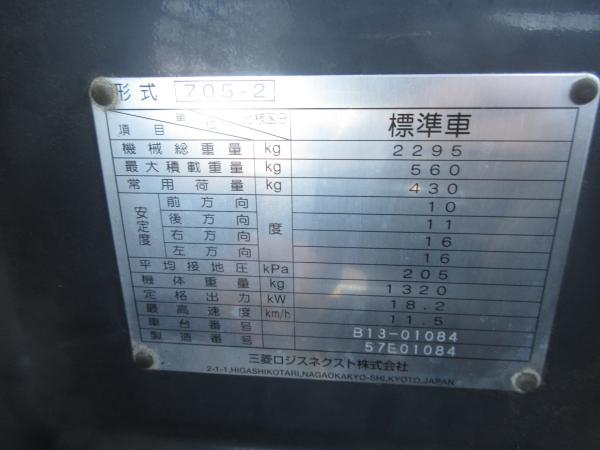 形式 705-2
単位 仕様区分
項目 標準車
機械総重量 kg 2295
最大積載重量 kg 560
常用荷重 kg 430
安定度 前方向 度 10
後方向 11
右方向 16
左方向 16
平均接地圧 kPa 205
機体重量 kg 1320
定格出力 kW 18.2
最高速度 km/h 11.5
車台番号 B13-01084
製造番号 57E01084
三菱ロジスネクスト株式会社
2-1-1,HIGASHIKOTARI,NAGAOKAKYO-SHI,KYOTO,JAPAN